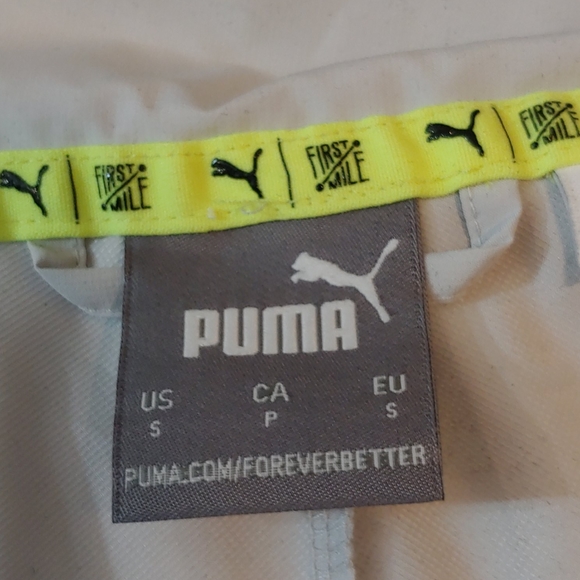 FIRST MILE FIRST MILE FIRST MILE
PUMA
US CA EU
S P S
PUMA.COM/FOREVERBETTER